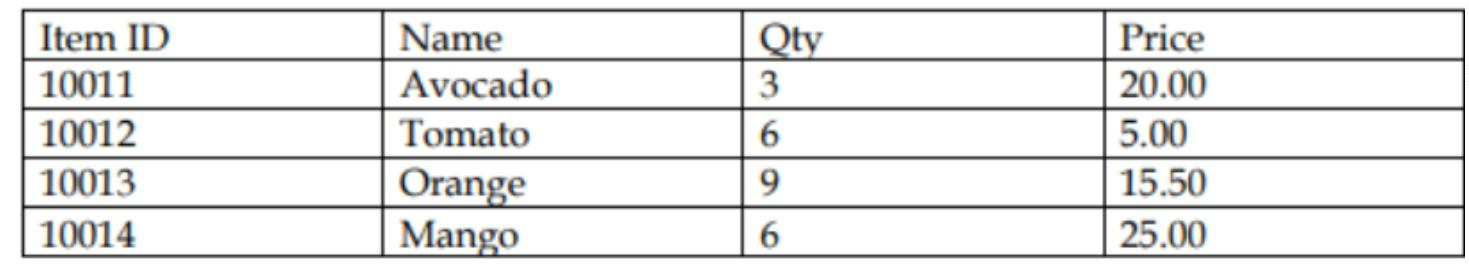 Item ID Name Qty Price
10011 Avocado 3 20.00
10012 Tomato 6 5.00
10013 Orange 9 15.50
10014 Mango 6 25.00